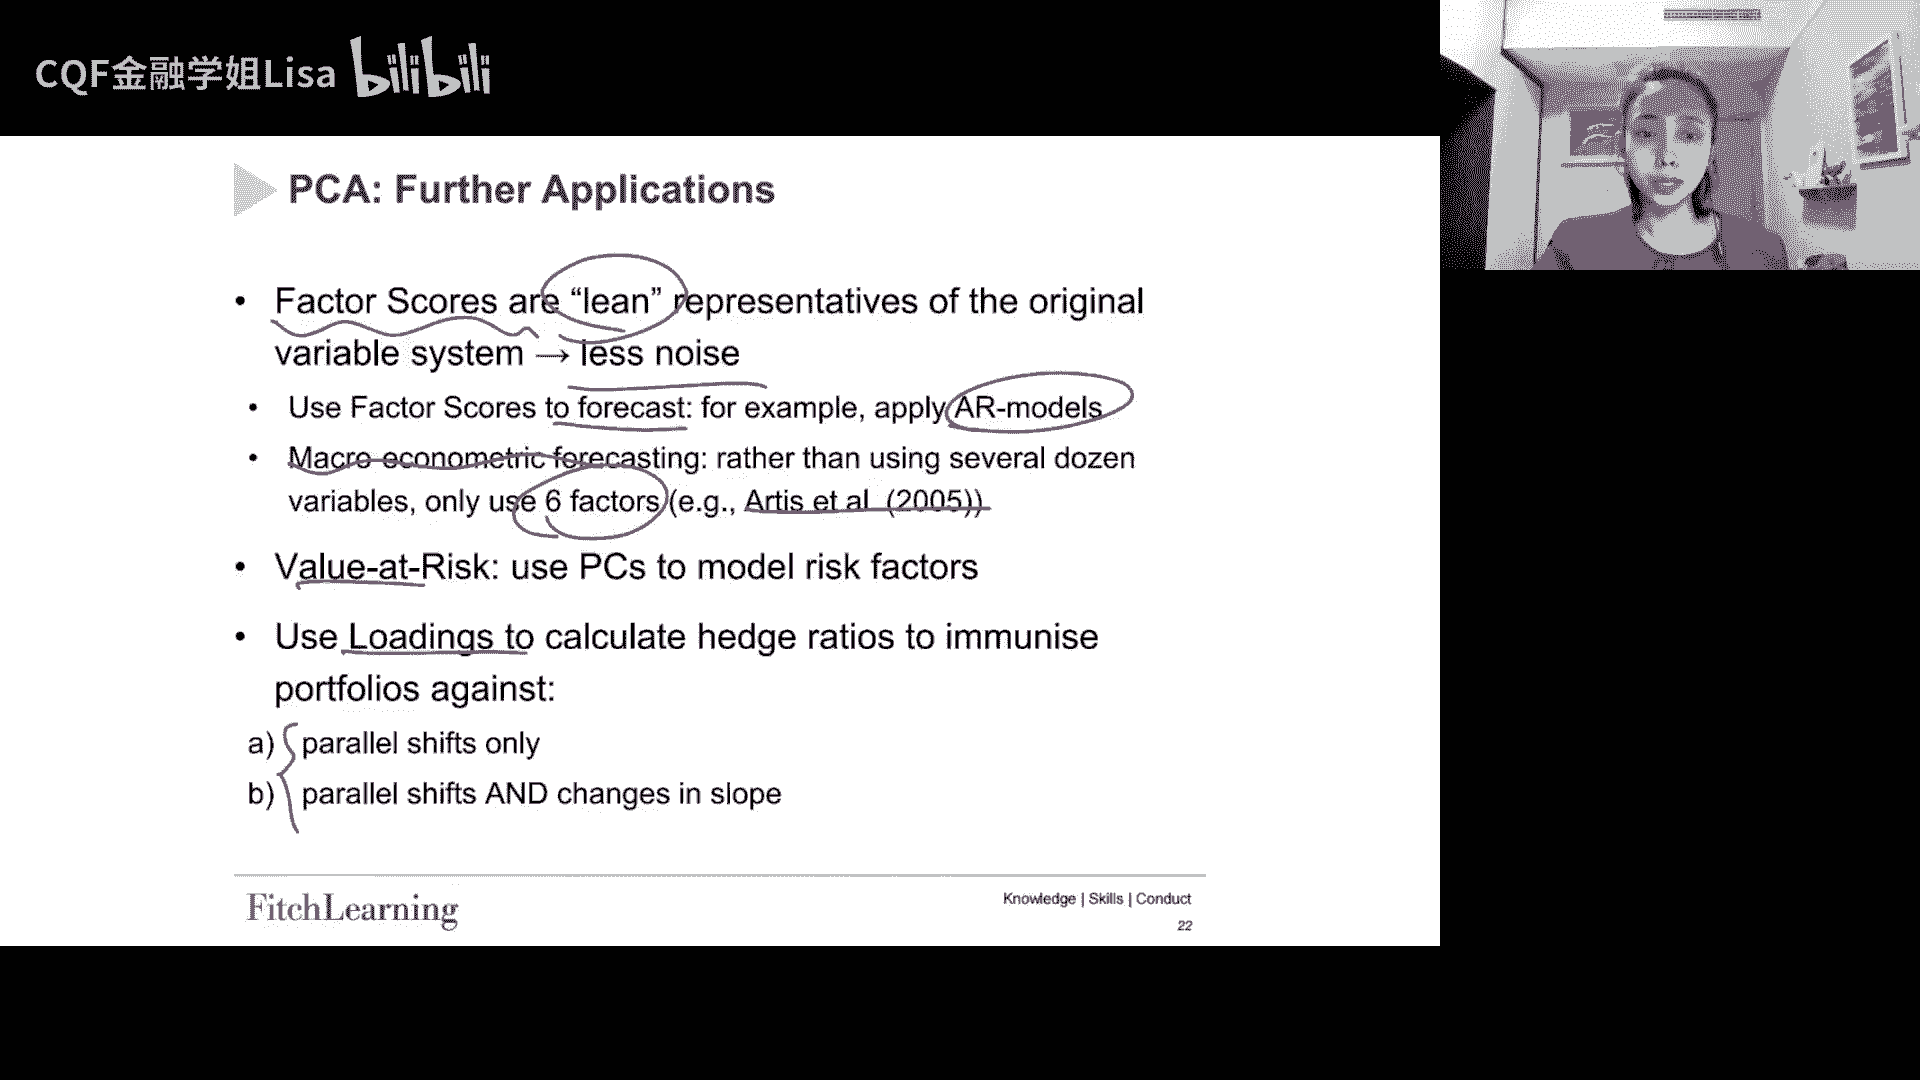 CQF金融学姐Lisa bilibili
PCA: Further Applications
• Factor Scores are “lean” representatives of the original
variable system → less noise
• Use Factor Scores to forecast: for example, apply AR-models
• Macro econometric forecasting: rather than using several dozen
variables, only use 6 factors (e.g., Artis et al (2005))
• Value-at-Risk: use PCs to model risk factors
• Use Loadings to calculate hedge ratios to immunise
portfolios against:
a) parallel shifts only
b) parallel shifts AND changes in slope
FitchLearning
Knowledge | Skills | Conduct
22